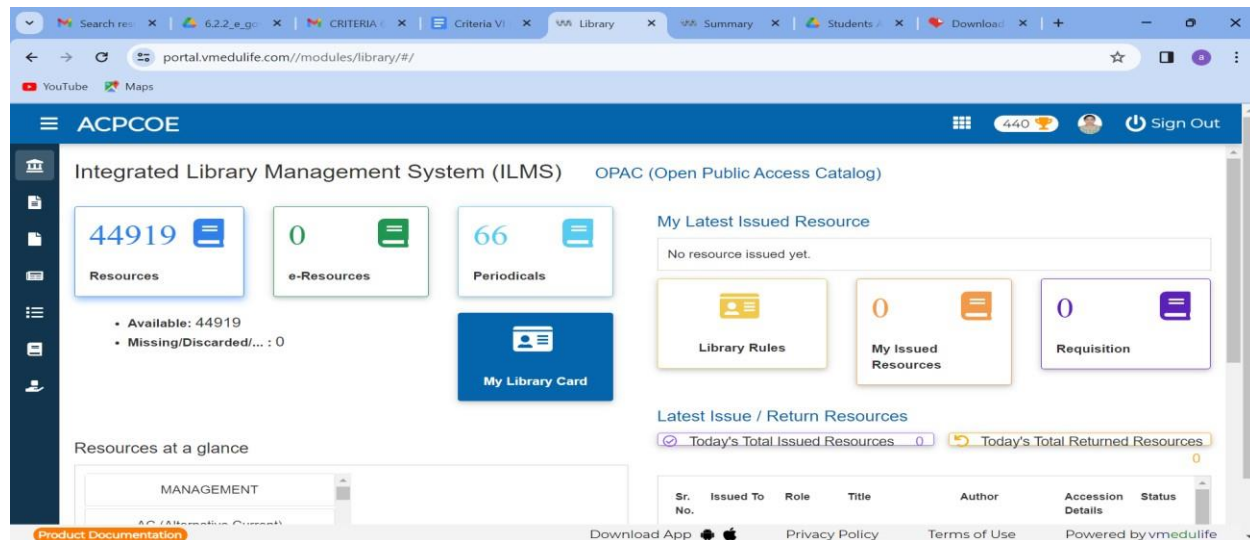 Search res
6.2.2_e_go
CRITERIA
Criteria VI
Library
Summary
Students A
Download
portal.vmedulife.com//modules/library/#/
a
YouTube Maps
ACPCOE
440
Sign Out
Integrated Library Management System (ILMS)
OPAC (Open Public Access Catalog)
44919
Resources
0
e-Resources
66
Periodicals
• Available: 44919
• Missing/Discarded/... : 0
My Library Card
My Latest Issued Resource
No resource issued yet.
Library Rules
0
My Issued
Resources
0
Requisition
Latest Issue / Return Resources
Today's Total Issued Resources 0
Today's Total Returned Resources
0
Resources at a glance
MANAGEMENT
AC (Alternative Current)
Sr.
No.
Issued To
Role
Title
Author
Accession
Details
Status
Product Documentation
Download App
Privacy Policy
Terms of Use
Powered by vmedulife